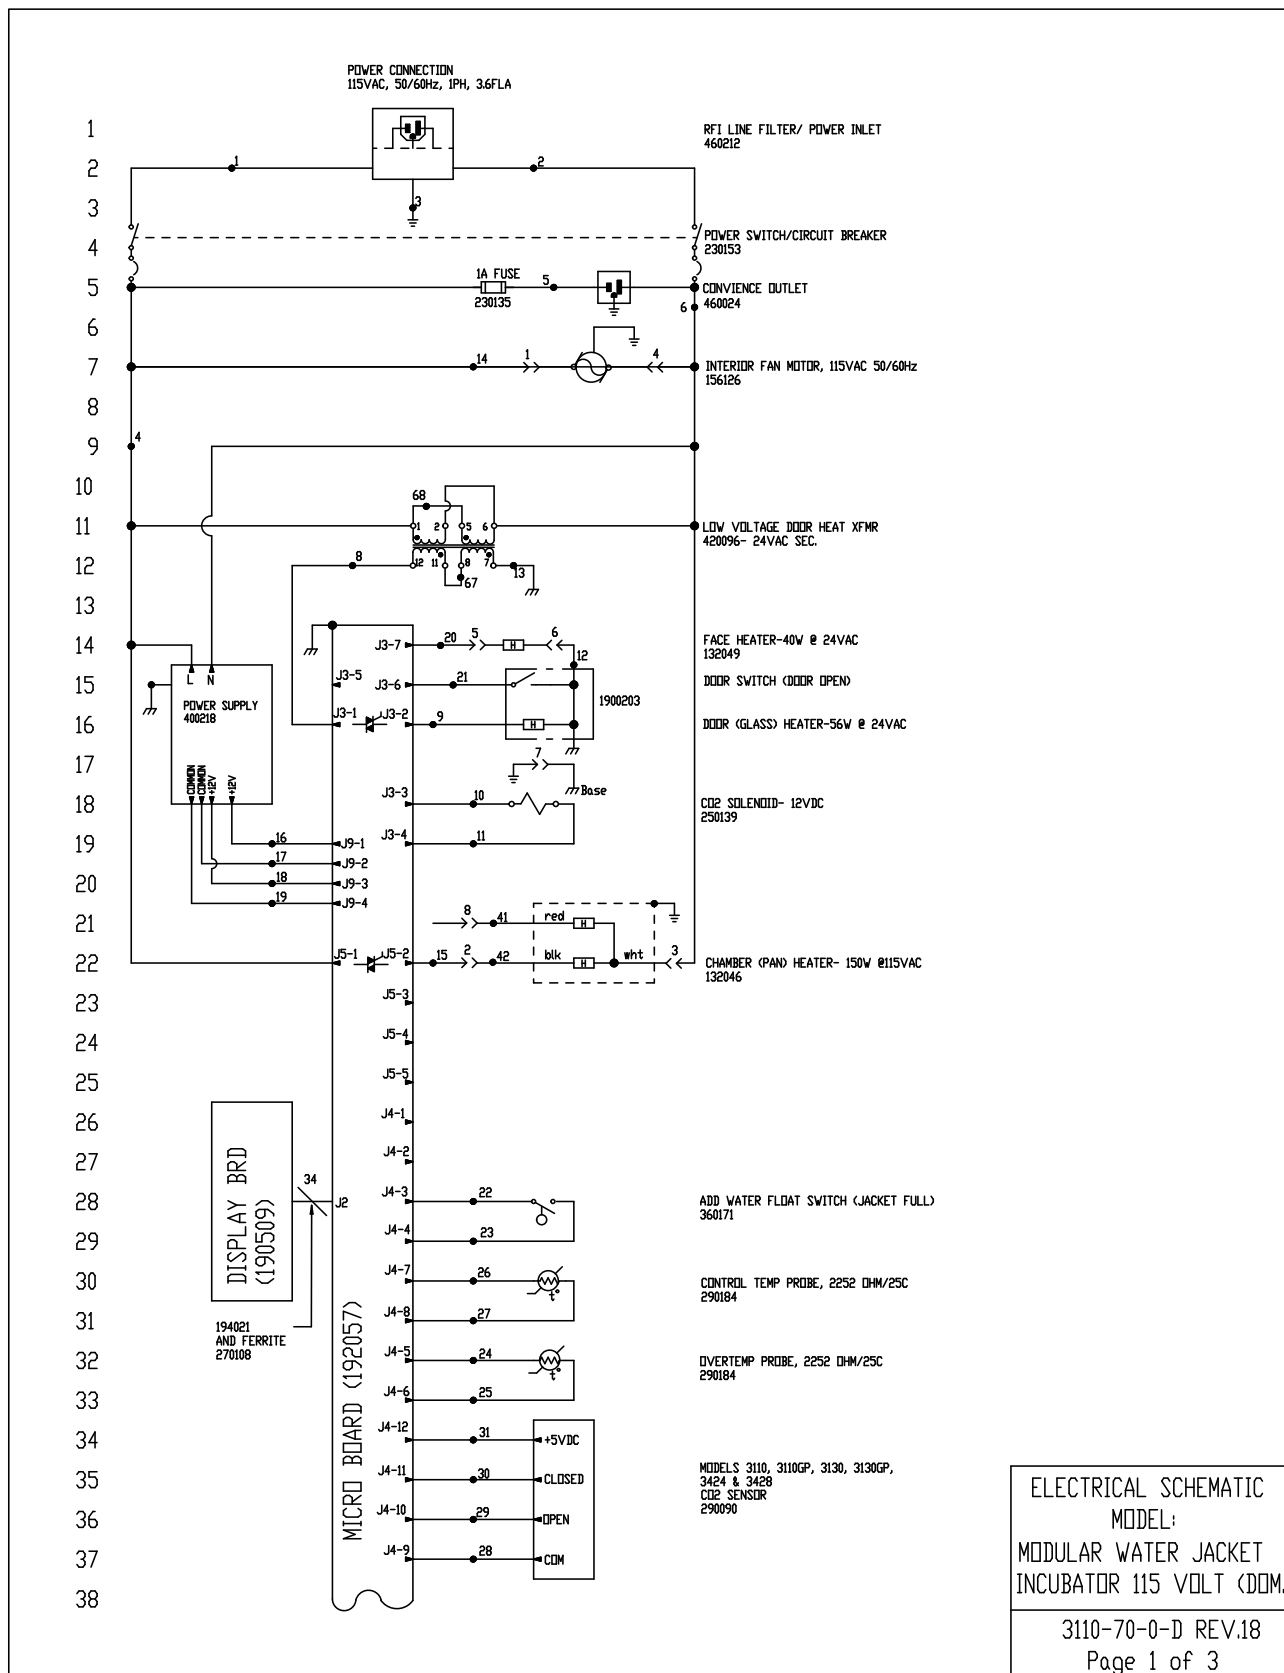 POWER CONNECTION
115VAC, 50/60Hz, 1PH, 3.6FLA
1
RFI LINE FILTER/ POWER INLET
460212
2
1
2
3
3
4
POWER SWITCH/CIRCUIT BREAKER
230153
5
1A FUSE
230135
5
CONVIENCE OUTLET
460024
6
6
7
14
1
4
INTERIOR FAN MOTOR, 115VAC 50/60Hz
156126
8
9
4
10
68
11
1 2 5 6
LOW VOLTAGE DOOR HEAT XFMR
420096- 24VAC SEC.
12
8
12 11 8 7
13
67
13
14
J3-7
20
5
H
6
FACE HEATER-40W @ 24VAC
132049
12
15
L N
J3-5
J3-6
21
1900203
DOOR SWITCH (DOOR OPEN)
POWER SUPPLY
400218
16
J3-1
J3-2
9
H
DOOR (GLASS) HEATER-56W @ 24VAC
17
7
COMMON
COMMON
+12V
+12V
Base
18
J3-3
10
CO2 SOLENOID- 12VDC
250139
19
16
J9-1
J3-4
11
17
J9-2
20
18
J9-3
19
J9-4
21
8
41
red
H
22
J5-1
J5-2
15
2
42
blk
H
wht
3
CHAMBER (PAN) HEATER- 150W @115VAC
132046
23
J5-3
24
J5-4
25
J5-5
26
J4-1
27
J4-2
28
DISPLAY BRD
(190509)
34
J2
J4-3
22
ADD WATER FLOAT SWITCH (JACKET FULL)
360171
29
J4-4
23
30
J4-7
26
t°
CONTROL TEMP PROBE, 2252 OHM/25C
290184
31
J4-8
27
194021
AND FERRITE
270108
MICRO BOARD (192057)
32
J4-5
24
t°
OVERTEMP PROBE, 2252 OHM/25C
290184
33
J4-6
25
34
J4-12
31
+5VDC
35
J4-11
30
CLOSED
MODELS 3110, 3110GP, 3130, 3130GP,
3424 & 3428
CO2 SENSOR
290090
36
J4-10
29
OPEN
37
J4-9
28
COM
38
ELECTRICAL SCHEMATIC
MODEL:
MODULAR WATER JACKET
INCUBATOR 115 VOLT (DOM.
3110-70-0-D REV.18
Page 1 of 3